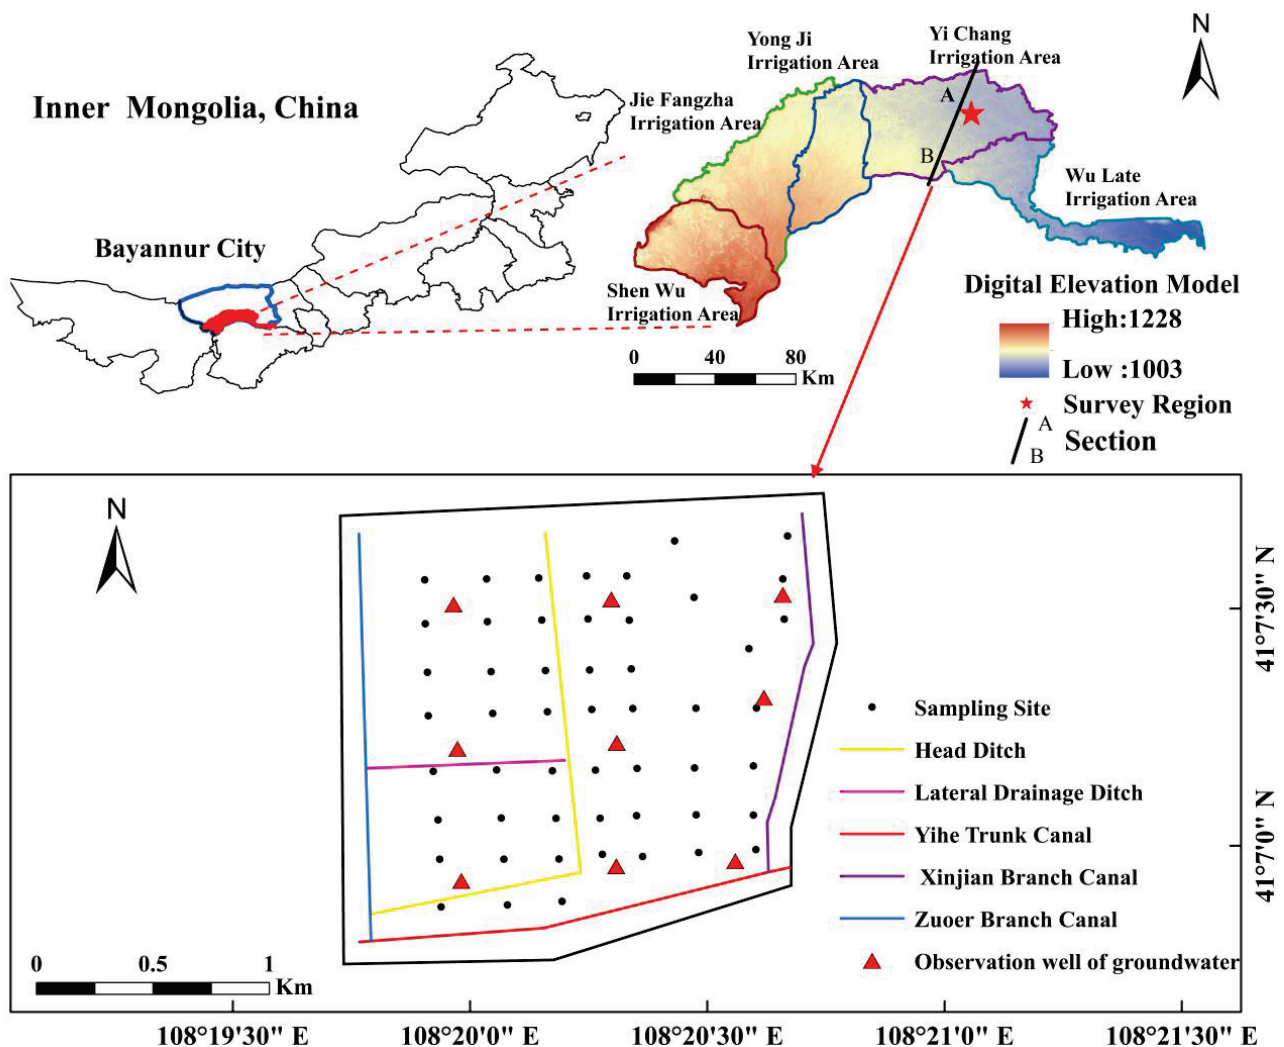 Inner Mongolia, China
Bayannur City
Jie Fangzha
Irrigation Area
Yong Ji
Irrigation Area
Yi Chang
Irrigation Area
N
A
B
Wu Late
Irrigation Area
Shen Wu
Irrigation Area
0 40 80
Km
Digital Elevation Model
High:1228
Low :1003
Survey Region
A
B
Section
N
Sampling Site
Head Ditch
Lateral Drainage Ditch
Yihe Trunk Canal
Xinjian Branch Canal
Zuoer Branch Canal
Observation well of groundwater
0 0.5 1
Km
41°7'30" N
41°7'0" N
108°19'30" E 108°20'0" E 108°20'30" E 108°21'0" E 108°21'30" E